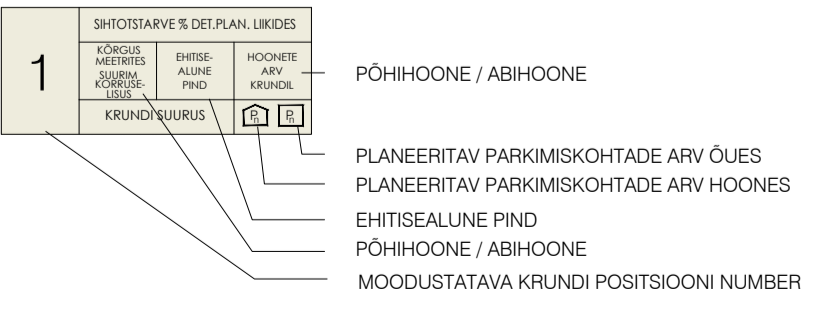 1
SIHTOTSTARVE % DET.PLAN. LIIKIDES
KÕRGUS
MEETRITES
SUURIM
KORRUSE-
LISUS
EHITISE-
ALUNE
PIND
HOONETE
ARV
KRUNDIL
KRUNDI SUURUS
Pn
Pn
PÕHIHOONE / ABIHOONE
PLANEERITAV PARKIMISKOHTADE ARV ÕUES
PLANEERITAV PARKIMISKOHTADE ARV HOONES
EHITISEALUNE PIND
PÕHIHOONE / ABIHOONE
MOODUSTATAVA KRUNDI POSITSIOONI NUMBER